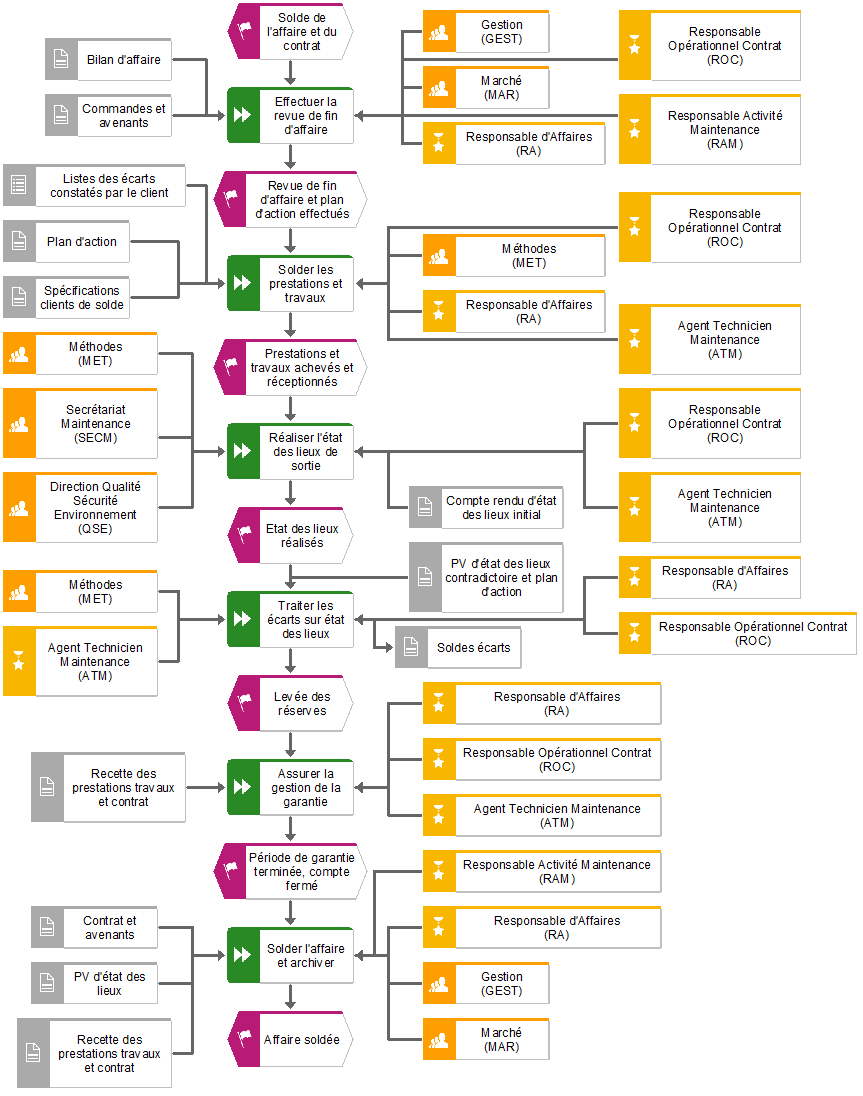 Solde de
l'affaire et du
contrat
Gestion
(GEST)
Responsable
Opérationnel Contrat
(ROC)
Bilan d'affaire
Marché
(MAR)
Commandes et
avenants
Effectuer la
revue de fin
d'affaire
Responsable d'Affaires
(RA)
Responsable Activité
Maintenance
(RAM)
Listes des écarts
constatés par le client
Revue de fin
d'affaire et plan
d'action effectués
Responsable
Opérationnel Contrat
(ROC)
Plan d'action
Méthodes
(MET)
Spécifications
clients de solde
Solder les
prestations et
travaux
Responsable d'Affaires
(RA)
Agent Technicien
Maintenance
(ATM)
Méthodes
(MET)
Prestations et
travaux achevés et
réceptionnés
Secrétariat
Maintenance
(SECM)
Responsable
Opérationnel Contrat
(ROC)
Réaliser l'état
des lieux de
sortie
Direction Qualité
Sécurité
Environnement
(QSE)
Compte rendu d'état
des lieux initial
Agent Technicien
Maintenance
(ATM)
Etat des lieux
réalisés
PV d'état des lieux
contradictoire et plan
d'action
Responsable d'Affaires
(RA)
Méthodes
(MET)
Traiter les
écarts sur état
des lieux
Responsable Opérationnel Contrat
(ROC)
Agent Technicien
Maintenance
(ATM)
Soldes écarts
Levée des
réserves
Responsable d'Affaires
(RA)
Responsable Opérationnel Contrat
(ROC)
Recette des
prestations travaux
et contrat
Assurer la
gestion de la
garantie
Agent Technicien Maintenance
(ATM)
Période de garantie
terminée, compte
fermé
Responsable Activité Maintenance
(RAM)
Contrat et
avenants
Responsable d'Affaires
(RA)
Solder l'affaire
et archiver
PV d'état des
lieux
Gestion
(GEST)
Recette des
prestations travaux
et contrat
Affaire soldée
Marché
(MAR)